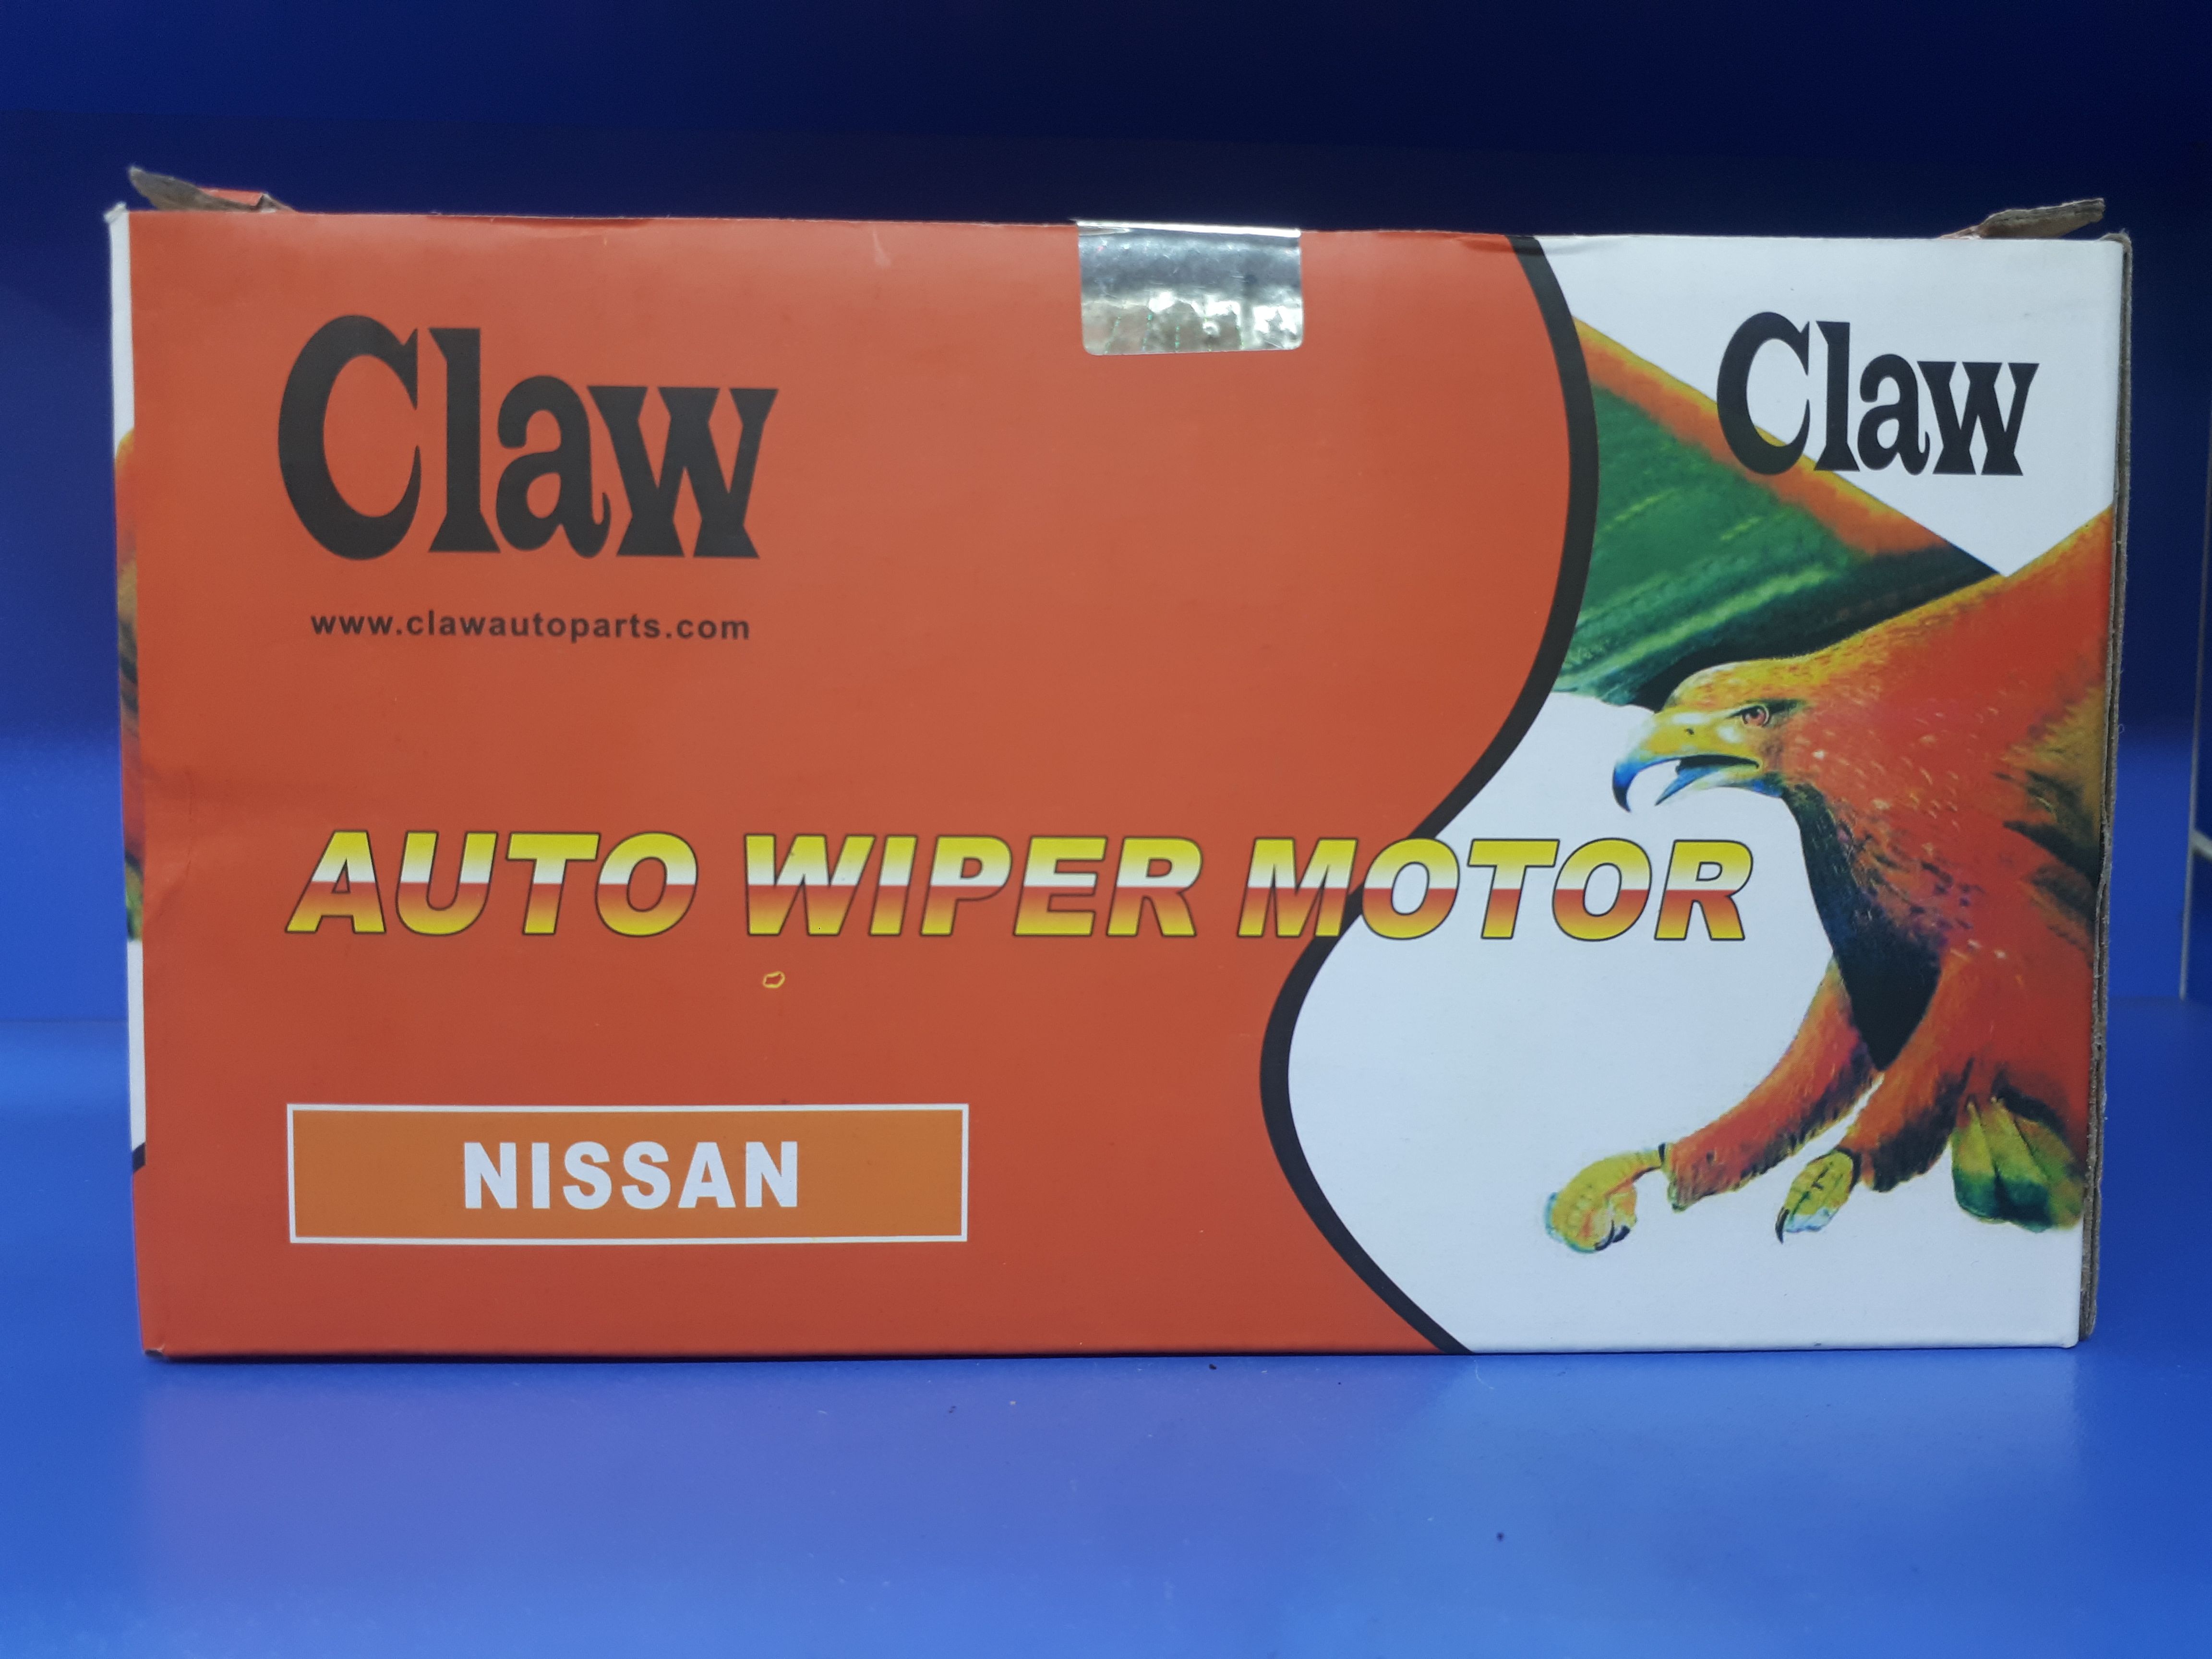 Claw
Claw
www.clawautoparts.com
AUTO WIPER MOTOR
NISSAN